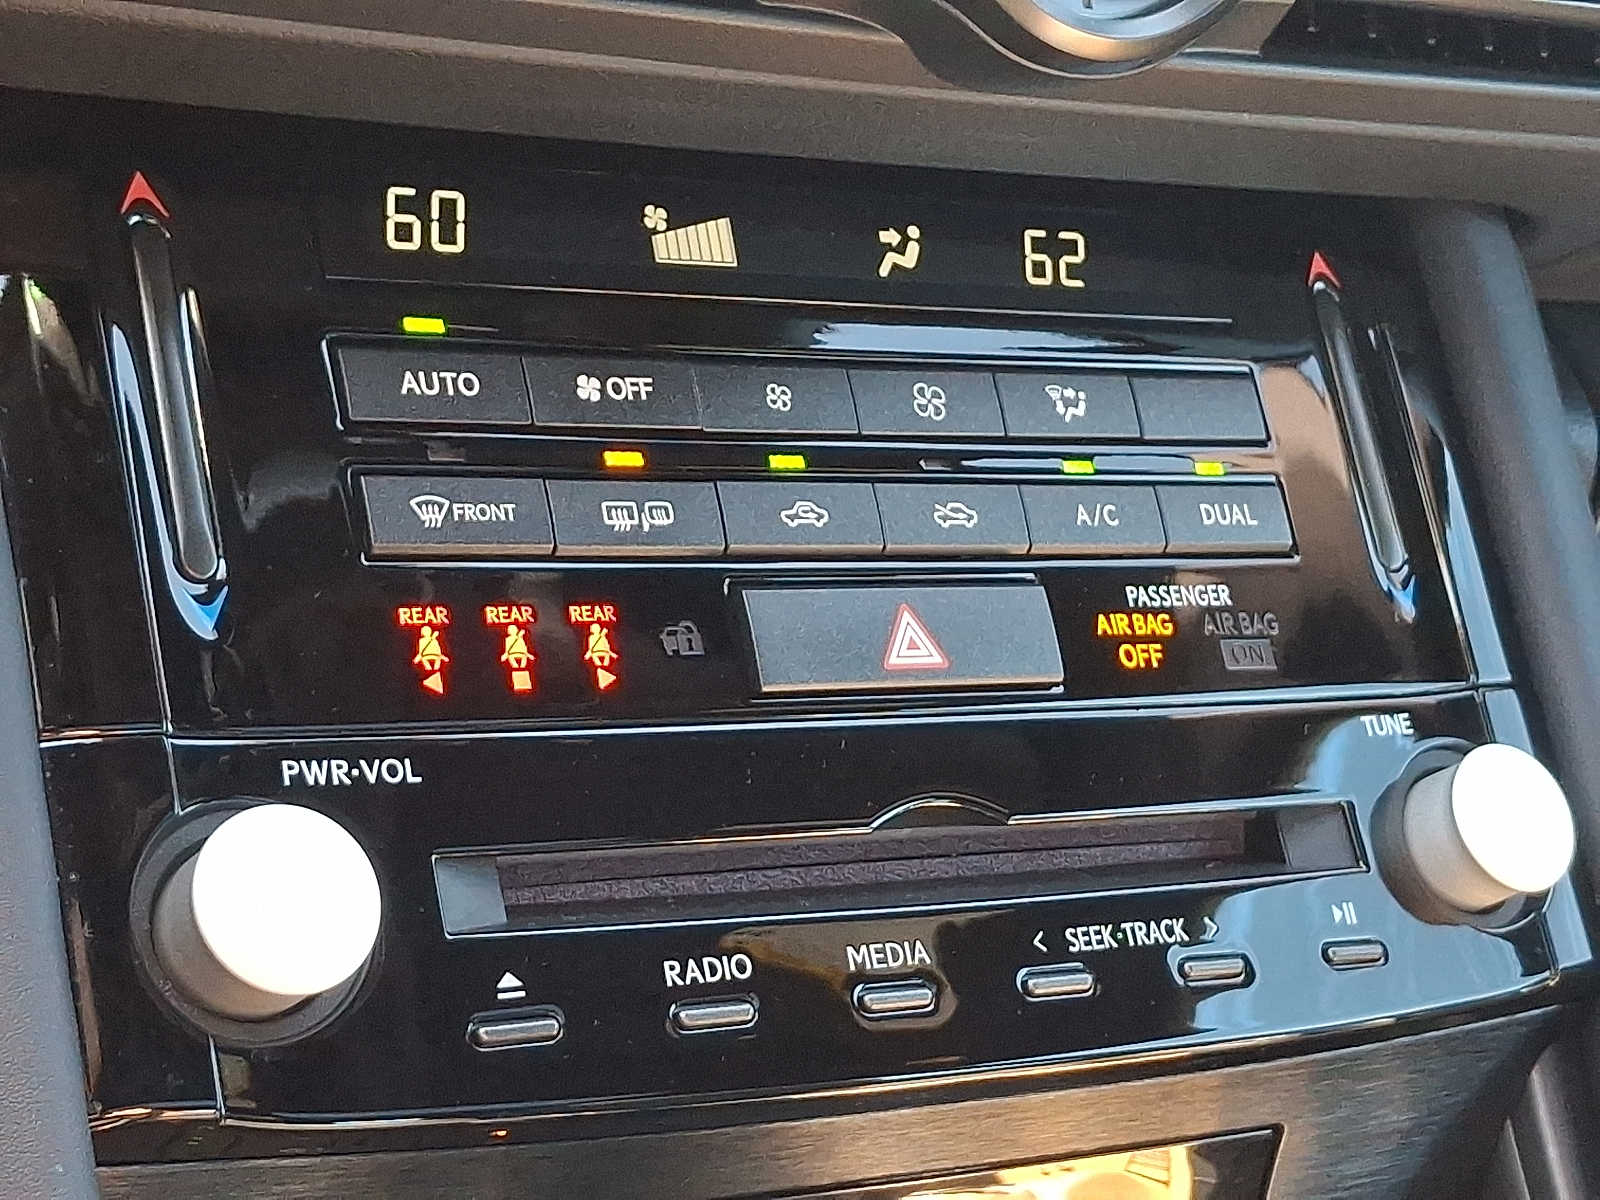 60 62
AUTO OFF
FRONT A/C DUAL
REAR REAR REAR
PASSENGER
AIR BAG AIR BAG
OFF ON
TUNE
PWR·VOL
< SEEK·TRACK >
MEDIA
RADIO